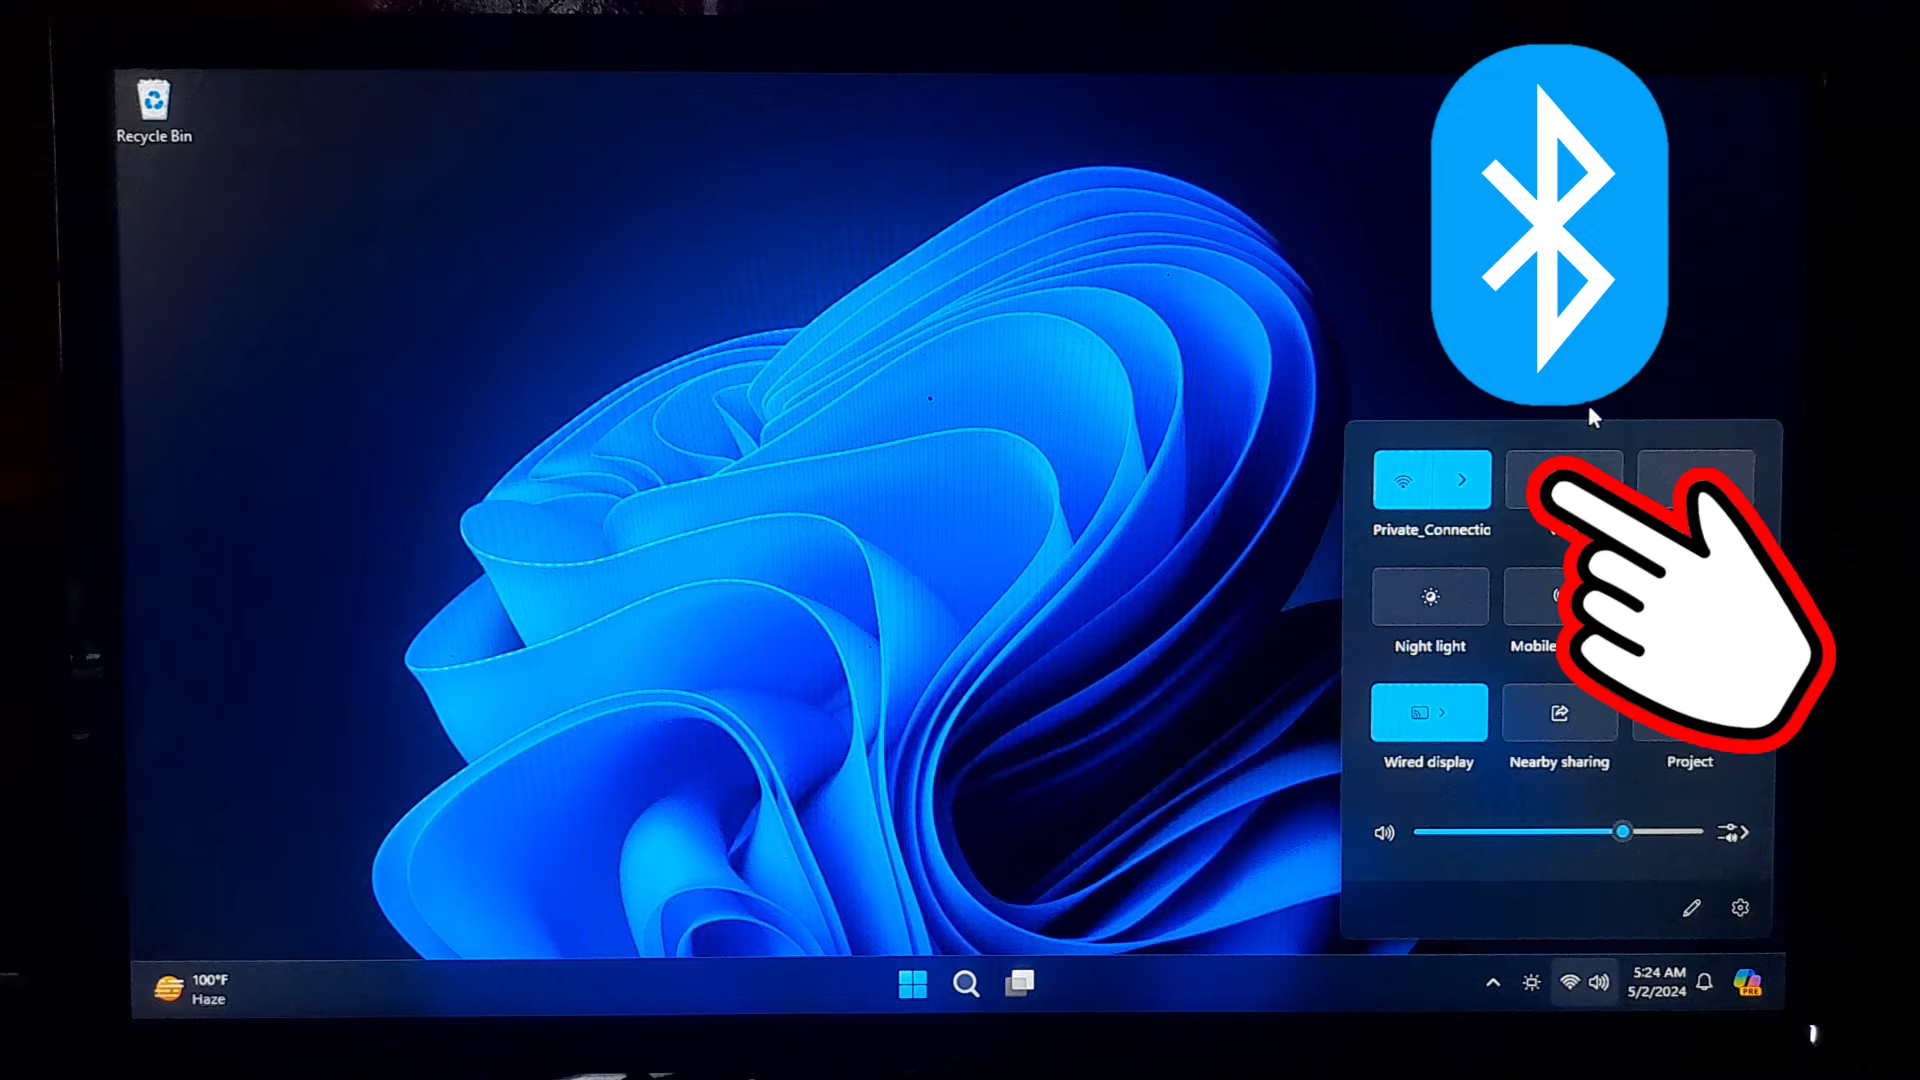 Recycle Bin
Private_Connectio
Night light
Mobile
Wired display
Nearby sharing
Project
100°F
Haze
5:24 AM
5/2/2024
PRE